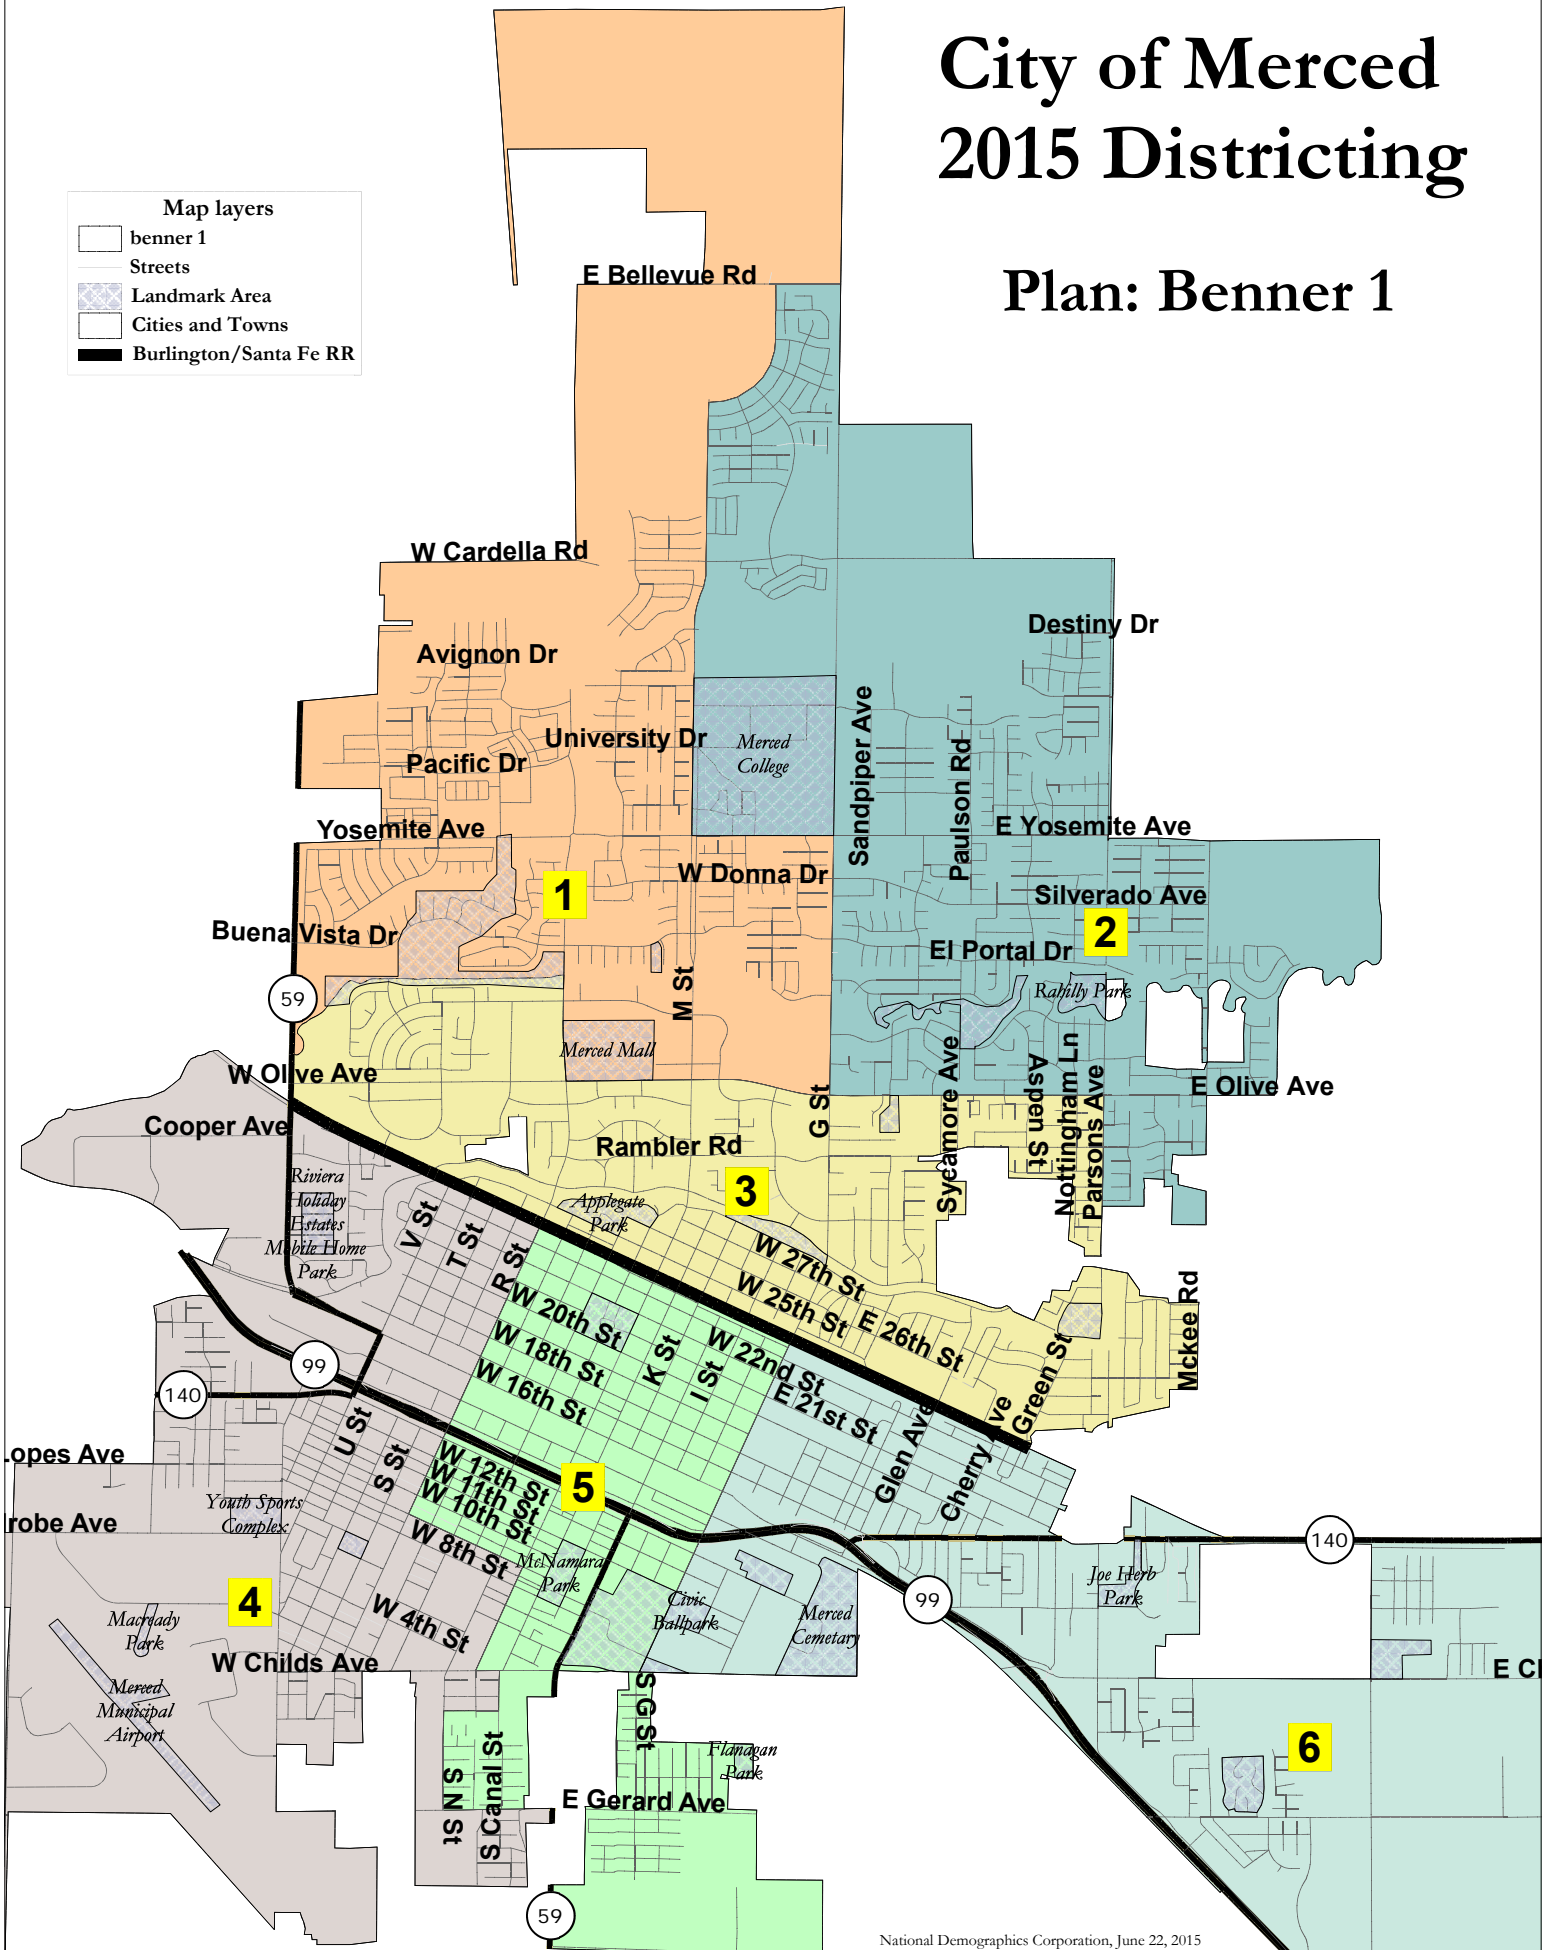 City of Merced
2015 Districting
Plan: Benner 1
Map layers
benner 1
Streets
Landmark Area
Cities and Towns
Burlington/Santa Fe RR
E Bellevue Rd
W Cardella Rd
Destiny Dr
Avignon Dr
University Dr
Merced
College
Pacific Dr
Sandpiper Ave
Paulson Rd
Yosemite Ave
E Yosemite Ave
W Donna Dr
1
Silverado Ave
2
Buena Vista Dr
El Portal Dr
M St
Rahilly Park
59
Merced Mall
W Olive Ave
E Olive Ave
G St
Sycamore Ave
Aspen St
Nottingham Ln
Parsons Ave
Cooper Ave
Rambler Rd
3
Riviera
Holiday
Estates
Mobile Home
Park
Applegate
Park
V St
T St
R St
W 27th St
W 25th St
E 26th St
W 20th St
W 18th St
W 16th St
K St
I St
W 22nd St
E 21st St
Mckee Rd
Green St
Glen Ave
Cherry Ave
99
140
U St
S St
Lopes Ave
W 12th St
W 11th St
W 10th St
5
Youth Sports
Complex
robe Ave
W 8th St
McNamara
Park
140
4
Macready
Park
W 4th St
Civic
Ballpark
Merced
Cemetary
99
Joe Herb
Park
W Childs Ave
E Cl
Merced
Municipal
Airport
S G St
Flanagan
Park
6
S N St
S Canal St
E Gerard Ave
59
National Demographics Corporation, June 22, 2015